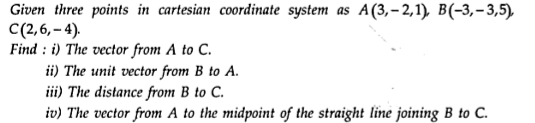 Given three points in cartesian coordinate system as A(3,–2,1), B(–3,–3,5),
C(2,6,–4).
Find : i) The vector from A to C.
ii) The unit vector from B to A.
iii) The distance from B to C.
iv) The vector from A to the midpoint of the straight line joining B to C.